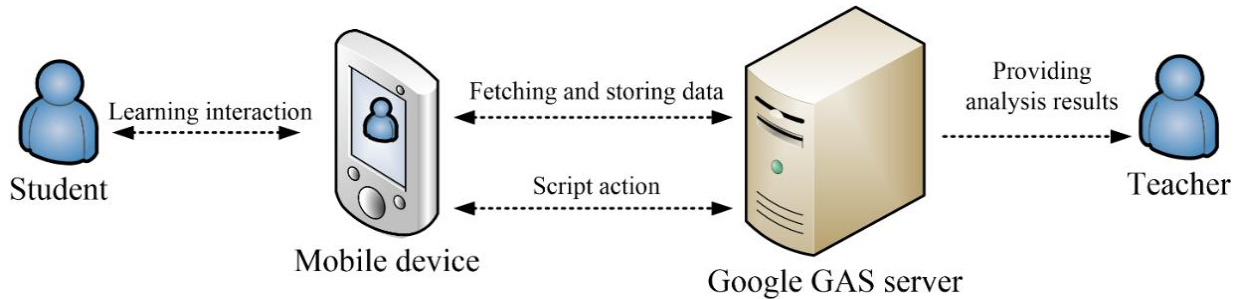 Student
Learning interaction
Mobile device
Fetching and storing data
Script action
Google GAS server
Providing
analysis results
Teacher